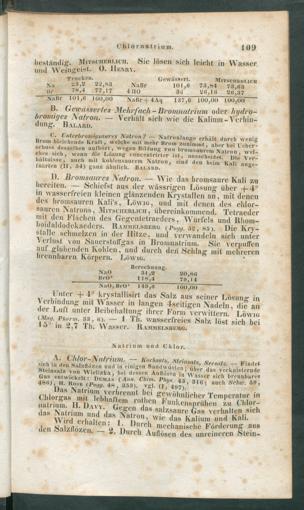 Chlornatrium. 109
beständig. MITSCHERLICH. Sie lösen sich leicht in Wasser
und Weingeist. O. HENRY.
Trocken. Gewässert. MITSCHERLICH
Na 23,2 22,83 NaBr 101,6 73,84 73,63
Br 78,4 77,17 4 HO 36 26,16 26,37
NaBr 101,6 100,00 NaBr + 4Aq 137,6 100,00 100,00
B. Gewässertes Mehrfach-Bromnatrium oder hydro-
bromiges Natron. — Verhält sich wie die Kalium-Verbin-
dung. BALARD.
C. Unterbromigsaures Natron? — Natronlauge erhält durch wenig
Brom bleichende Kraft, welche mit mehr Brom zunimmt, aber bei Ueber-
schuss desselben aufhört, wegen Bildung von bromsaurem Natron, wel-
ches sich, wenn die Lösung concentrirter ist, ausscheidet. Die Ver-
hältnisse, auch mit kohlensaurem Natron, sind den beim Kali ange-
zeigten (II, 64) ganz ähnlich. BALARD.
D. Bromsaures Natron. — Wie das bromsaure Kali zu
bereiten. — Schiefst aus der wässrigen Lösung über +4°
in wasserfreien kleinen glänzenden Krystallen an, mit denen
des bromsauren Kali's, LÖWIG, und mit denen des chlor-
sauren Natrons, MITSCHERLICH, übereinkommend. Tetraeder
mit den Flächen des Gegentetraeders, Würfels und Rhom-
boidaldodekaeders. RAMMELSBERG (Pogg. 52, 85). Die Kry-
stalle schmelzen in der Hitze, und verwandeln sich unter
Verlust von Sauerstoffgas in Bromnatrium. Sie verpuffen
auf glühenden Kohlen, und durch den Schlag mit mehreren
brennbaren Körpern. LÖWIG.
Berechnung.
NaO 31,2 20,86
BrO⁵ 118,4 79,14
NaO, BrO⁵ 149,6 100,00
Unter +4° krystallisirt das Salz aus seiner Lösung in
Verbindung mit Wasser in langen 4seitigen Nadeln, die an
der Luft unter Beibehaltung ihrer Form verwittern. LÖWIG
(Mag. Pharm. 33, 6). — 1 Th. wasserfreies Salz löst sich bei
15° in 2,7 Th. Wasser. RAMMELSBERG.
Natrium und Chlor.
A. Chlor-Natrium. — Kochsalz, Steinsalz, Seesalz. — Findet
sich in den Salzflözen und in einigen Sandwüsten; über das verknisternde
Steinsalz von Wieliczka, bei dessen Auflösen in Wasser sich brennbares
Gas entwickelt: DUMAS (Ann. Chim. Phys. 43, 316; auch Schw. 59,
486), H. ROSE (Pogg. 48, 353), vgl. (I, 497).
Das Natrium verbrennt bei gewöhnlicher Temperatur in
Chlorgas mit lebhaftem rothen Funkensprühen zu Chlor-
natrium. H. DAVY. Gegen das salzsaure Gas verhalten sich
das Natrium und das Natron, wie das Kalium und Kali.
Wird erhalten: 1. Durch mechanische Förderung aus
den Salzflözen. — 2. Durch Auflösen des unreineren Stein-